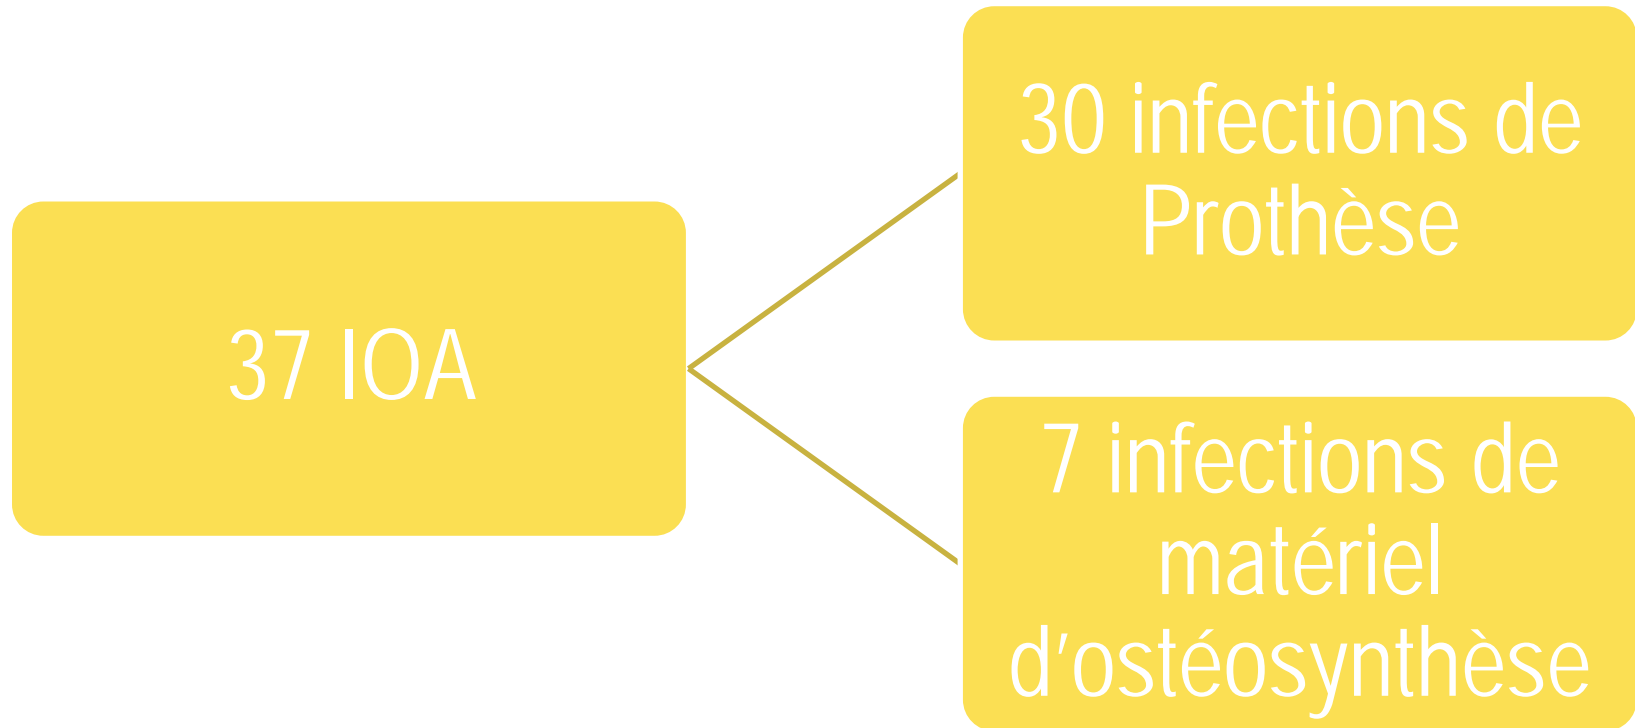 37 IOA
30 infections de
Prothèse
7 infections de
matériel
d'ostéosynthèse